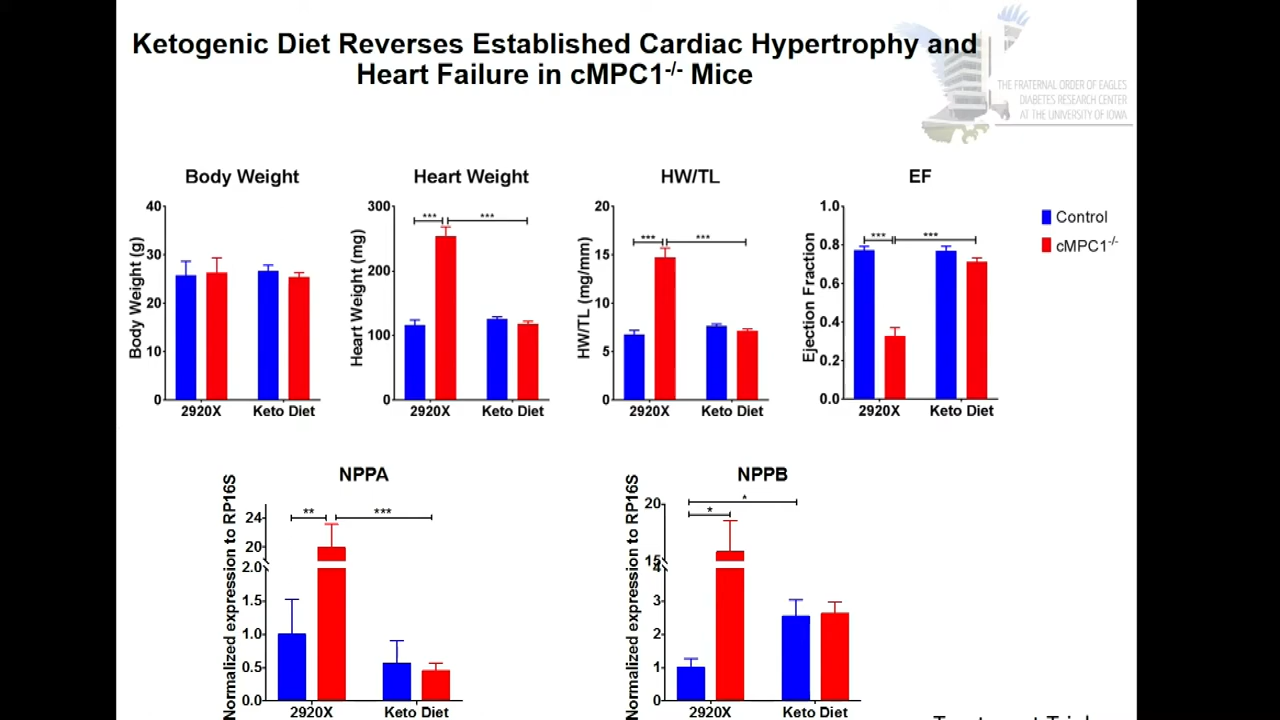 Ketogenic Diet Reverses Established Cardiac Hypertrophy and
Heart Failure in cMPC1-/- Mice
THE FRATERNAL ORDER OF EAGLES
DIABETES RESEARCH CENTER
AT THE UNIVERSITY OF IOWA
Body Weight
Body Weight (g)
40
30
20
10
0
2920X Keto Diet
Heart Weight
Heart Weight (mg)
300
200
100
0
*** ***
2920X Keto Diet
HW/TL
HW/TL (mg/mm)
20
15
10
5
0
*** ***
2920X Keto Diet
EF
Ejection Fraction
1.0
0.8
0.6
0.4
0.2
0.0
*** ***
2920X Keto Diet
Control
cMPC1-/-
NPPA
Normalized expression to RP16S
24
20
2.0
1.5
1.0
0.5
0.0
** ***
2920X Keto Diet
NPPB
Normalized expression to RP16S
20
15
4
3
2
1
0
*
*
2920X Keto Diet